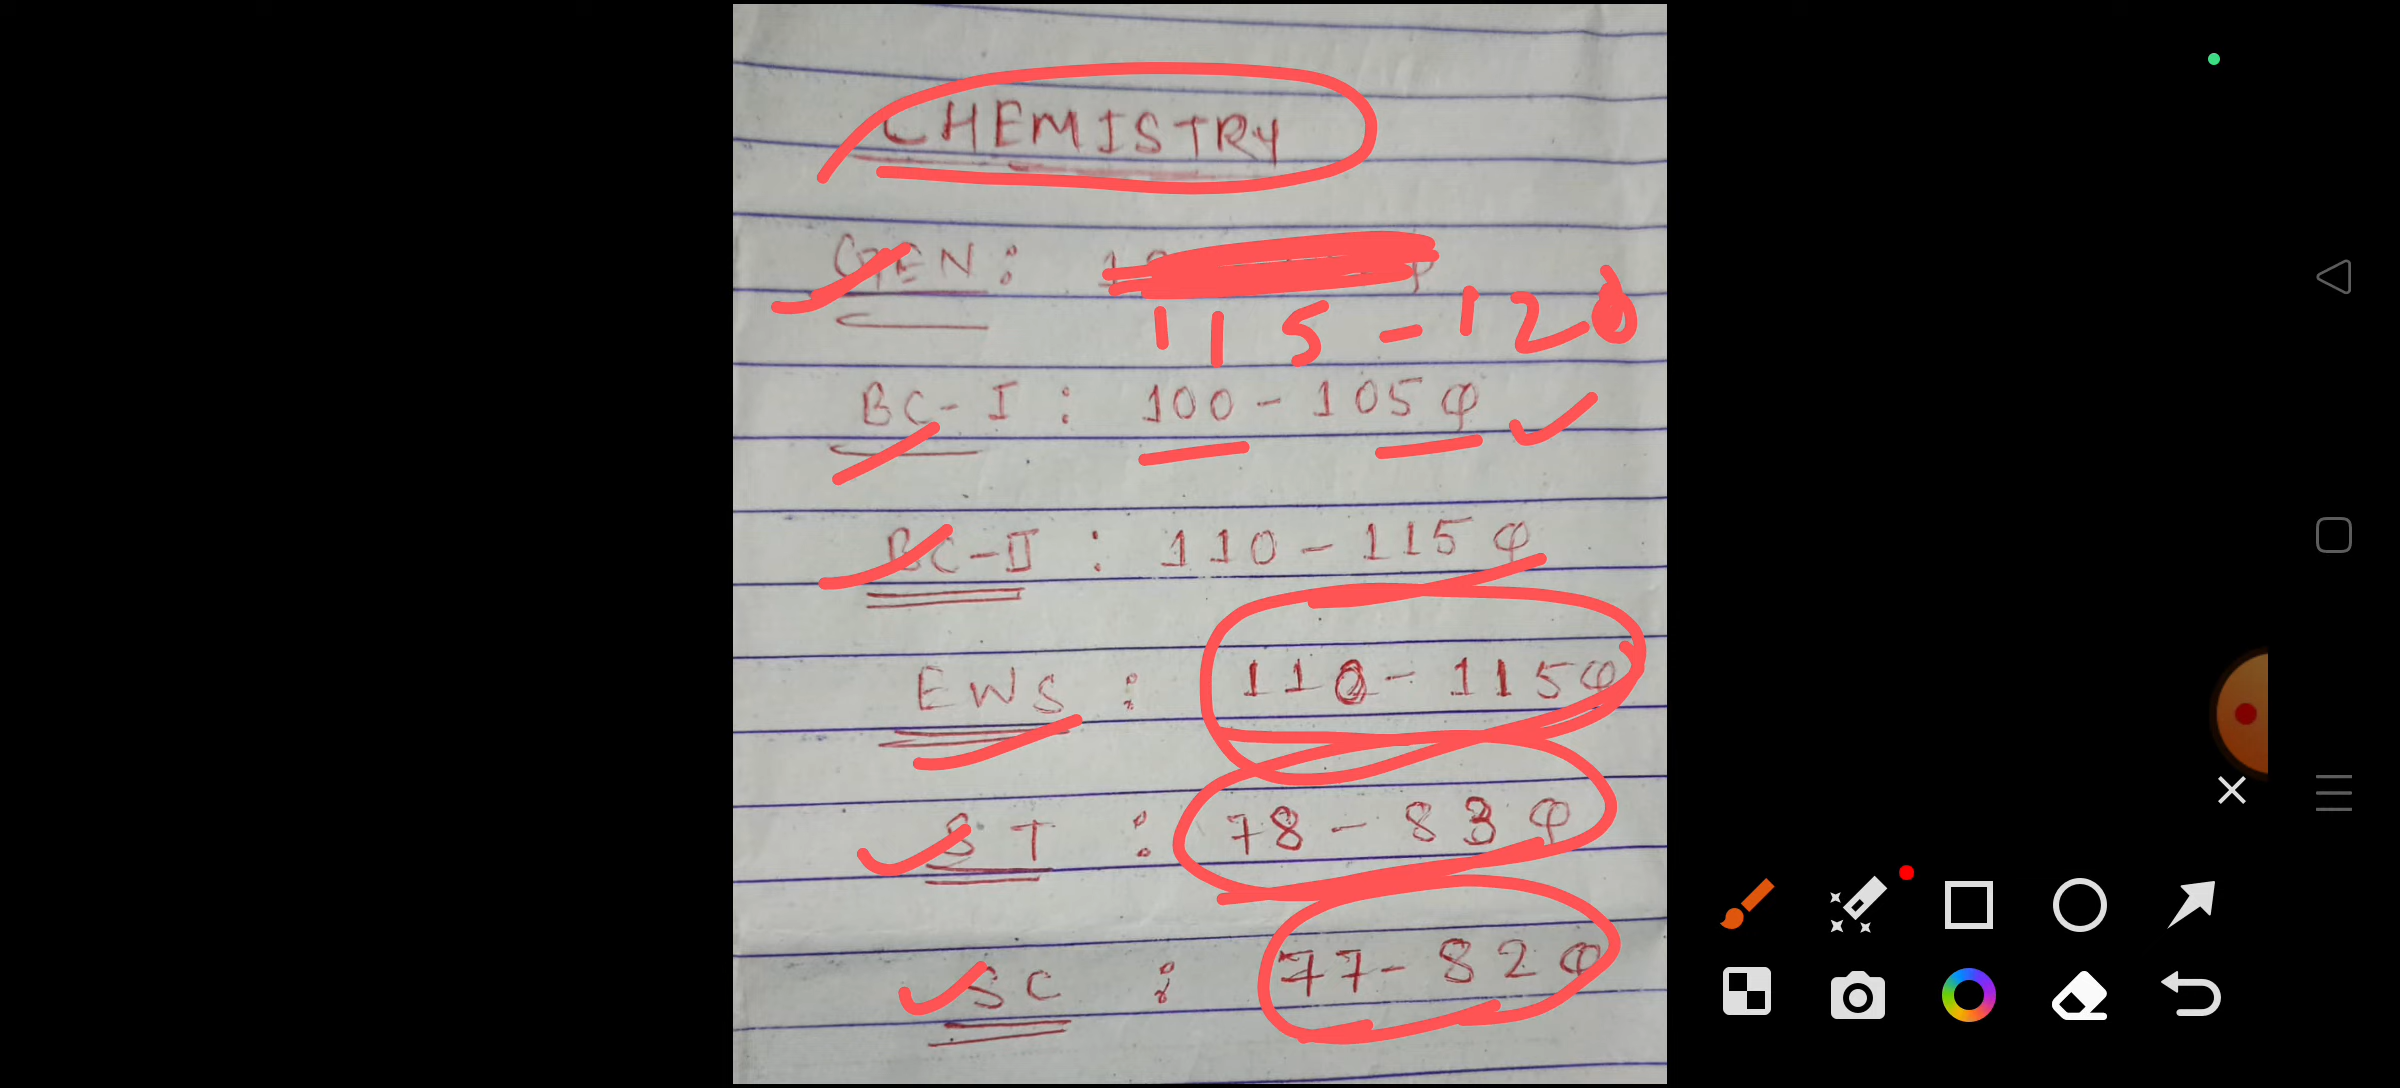 CHEMISTRY
GEN :
115-120
BC-I : 100-105 φ
BC-II : 110-115 φ
EWS : 110-115 φ
ST : 78-83 φ
SC : 77-82 φ